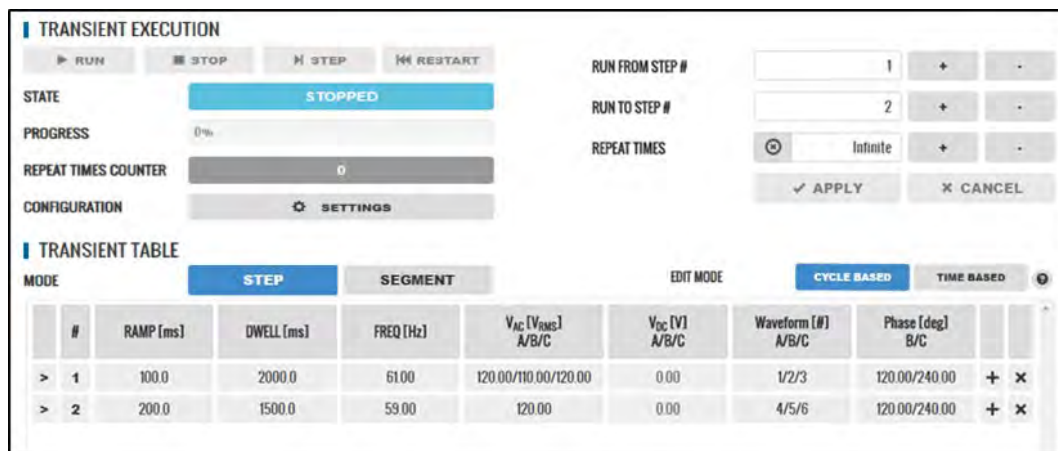 TRANSIENT EXECUTION
RUN STOP STEP RESTART
STATE STOPPED
PROGRESS 0%
REPEAT TIMES COUNTER 0
CONFIGURATION SETTINGS
RUN FROM STEP # 1 + -
RUN TO STEP # 2 + -
REPEAT TIMES Infinite + -
APPLY CANCEL
TRANSIENT TABLE
MODE STEP SEGMENT EDIT MODE CYCLE BASED TIME BASED ?
# RAMP [ms] DWELL [ms] FREQ [Hz] VAC [VRMS] A/B/C VDC [V] A/B/C Waveform [#] A/B/C Phase [deg] B/C
> 1 100.0 2000.0 61.00 120.00/110.00/120.00 0.00 1/2/3 120.00/240.00 + ×
> 2 200.0 1500.0 59.00 120.00 0.00 4/5/6 120.00/240.00 + ×